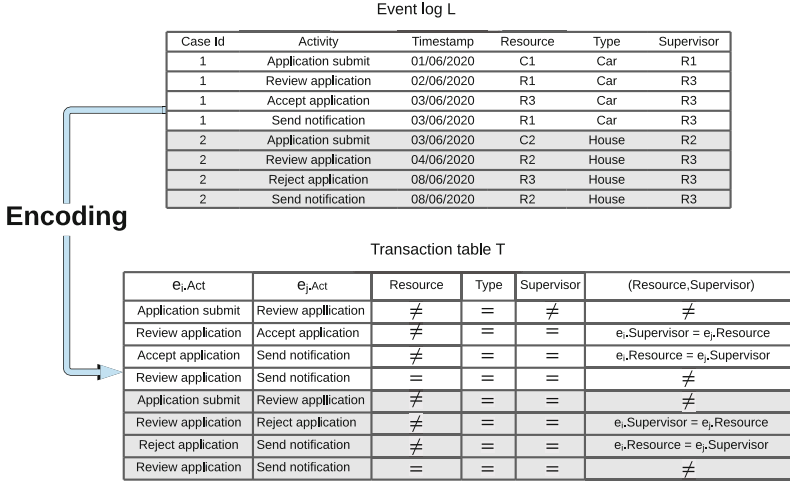 Event log L
Case Id Activity Timestamp Resource Type Supervisor
1 Application submit 01/06/2020 C1 Car R1
1 Review application 02/06/2020 R1 Car R3
1 Accept application 03/06/2020 R3 Car R3
1 Send notification 03/06/2020 R1 Car R3
2 Application submit 03/06/2020 C2 House R2
2 Review application 04/06/2020 R2 House R3
2 Reject application 08/06/2020 R3 House R3
2 Send notification 08/06/2020 R2 House R3
Encoding
Transaction table T
eᵢ.Act eⱼ.Act Resource Type Supervisor (Resource,Supervisor)
Application submit Review application ≠ = ≠ ≠
Review application Accept application ≠ = = eᵢ.Supervisor = eⱼ.Resource
Accept application Send notification ≠ = = eᵢ.Resource = eⱼ.Supervisor
Review application Send notification = = = ≠
Application submit Review application ≠ = = ≠
Review application Reject application ≠ = = eᵢ.Supervisor = eⱼ.Resource
Reject application Send notification ≠ = = eᵢ.Resource = eⱼ.Supervisor
Review application Send notification = = = ≠